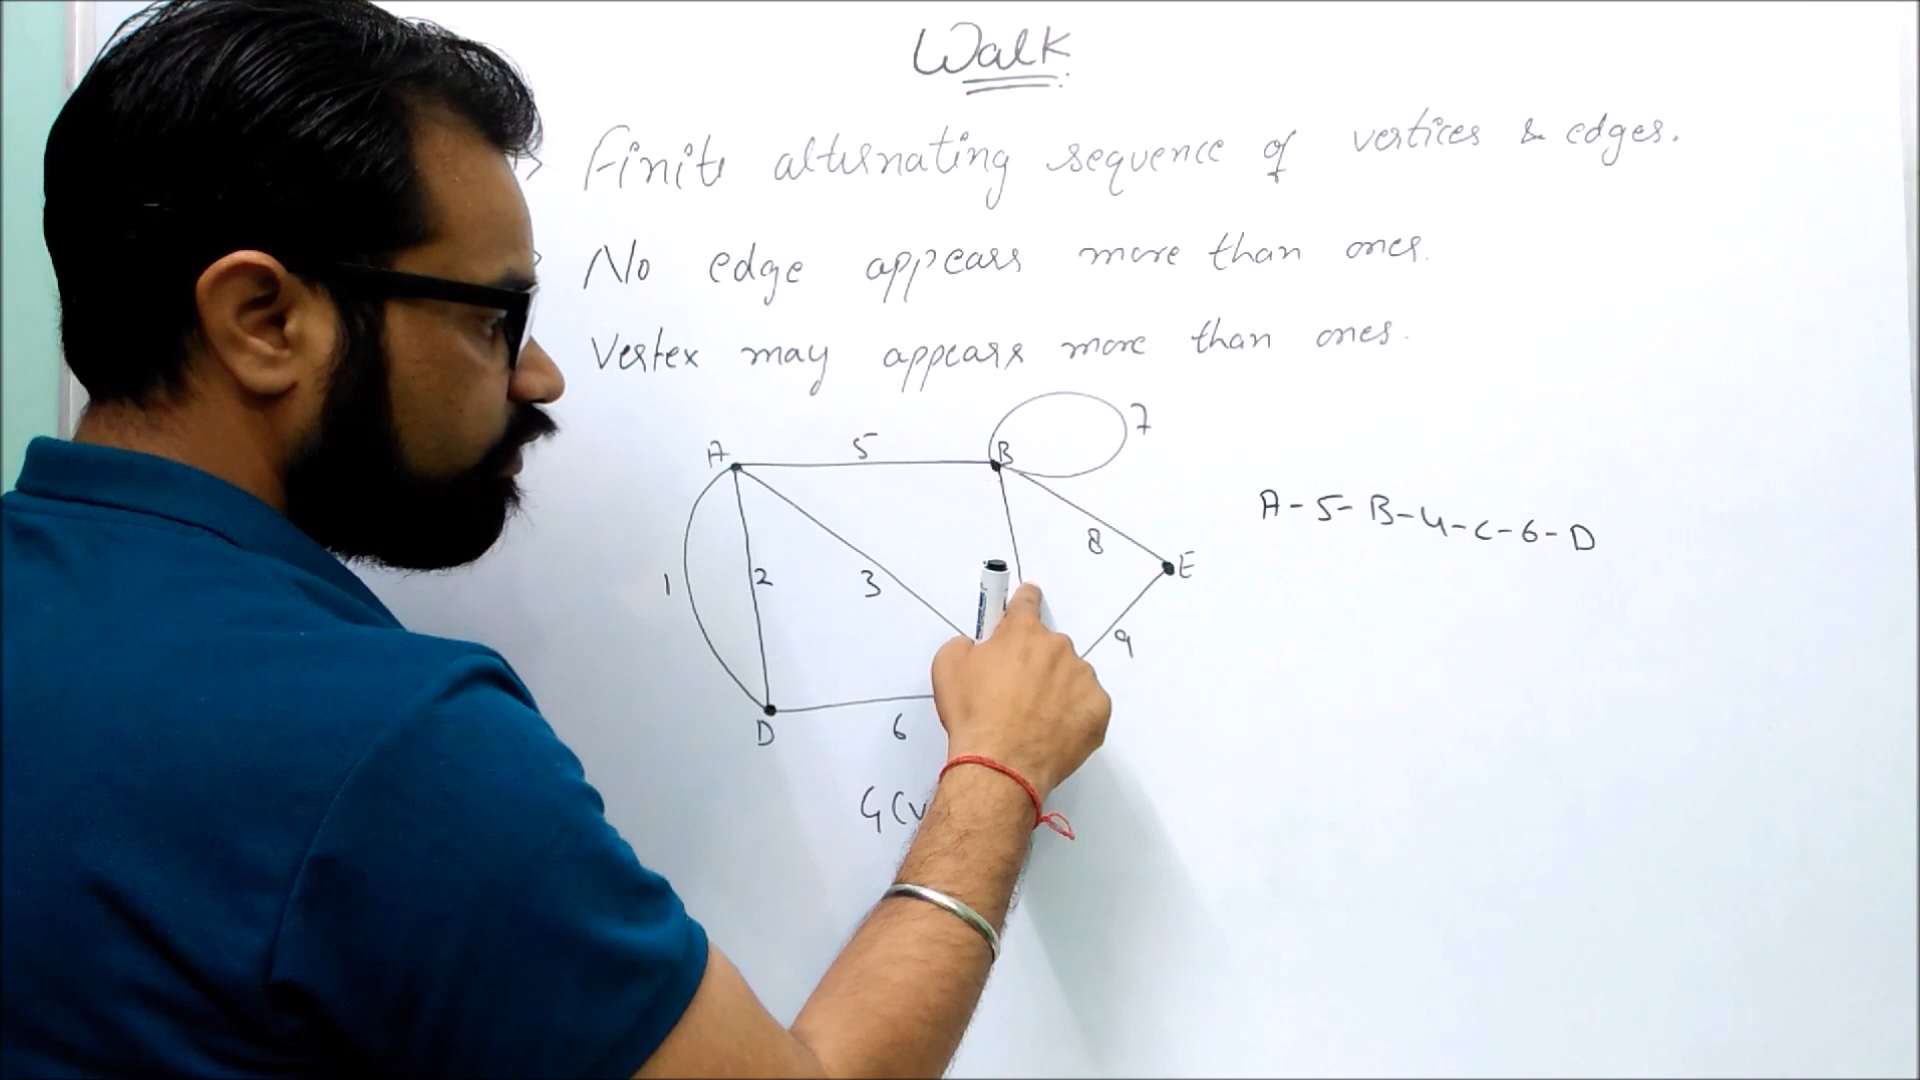 Walk
Finite alternating sequence of vertices & edges.
No edge appears more than ones.
Vertex may appears more than ones.
7
A 5 B
A-5-B-4-C-6-D
8
E
1 2 3
9
D 6
G(V